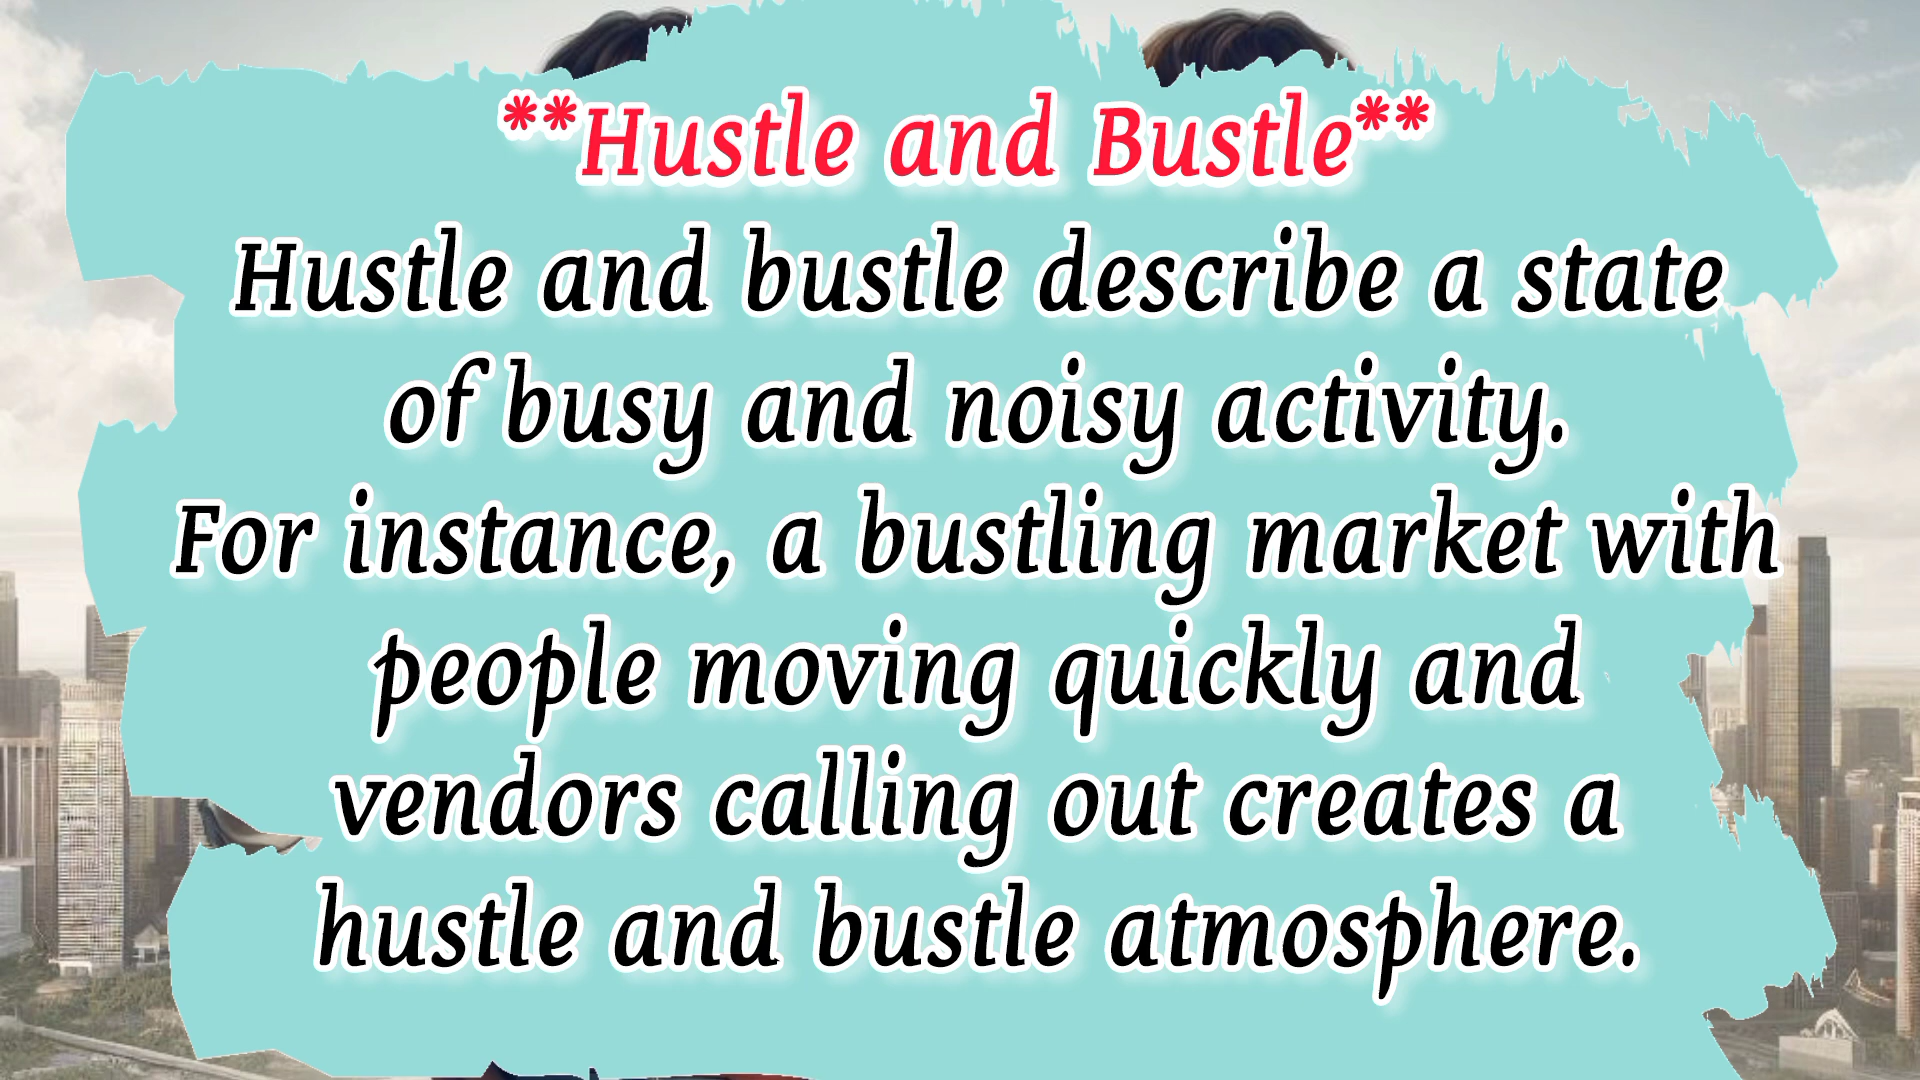 **Hustle and Bustle**
Hustle and bustle describe a state
of busy and noisy activity.
For instance, a bustling market with
people moving quickly and
vendors calling out creates a
hustle and bustle atmosphere.